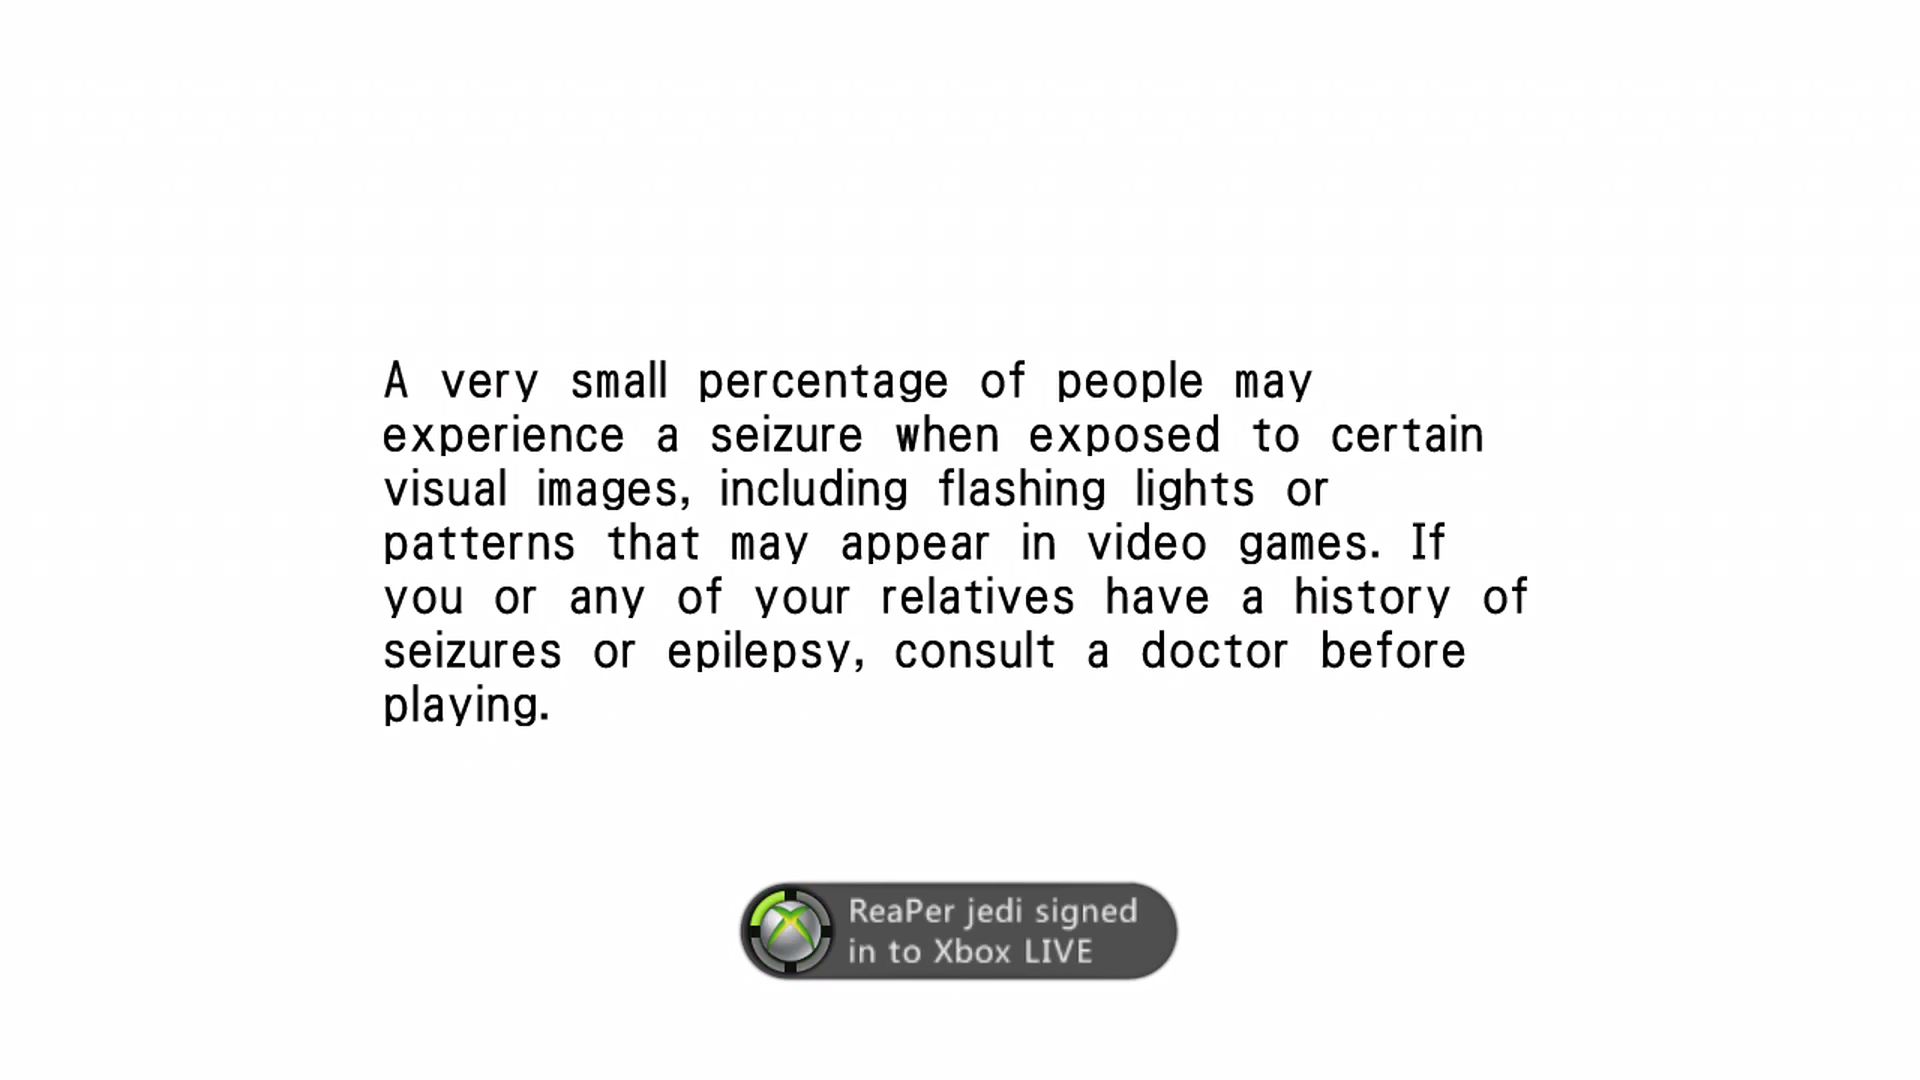 A very small percentage of people may
experience a seizure when exposed to certain
visual images, including flashing lights or
patterns that may appear in video games. If
you or any of your relatives have a history of
seizures or epilepsy, consult a doctor before
playing.
ReaPer jedi signed
in to Xbox LIVE